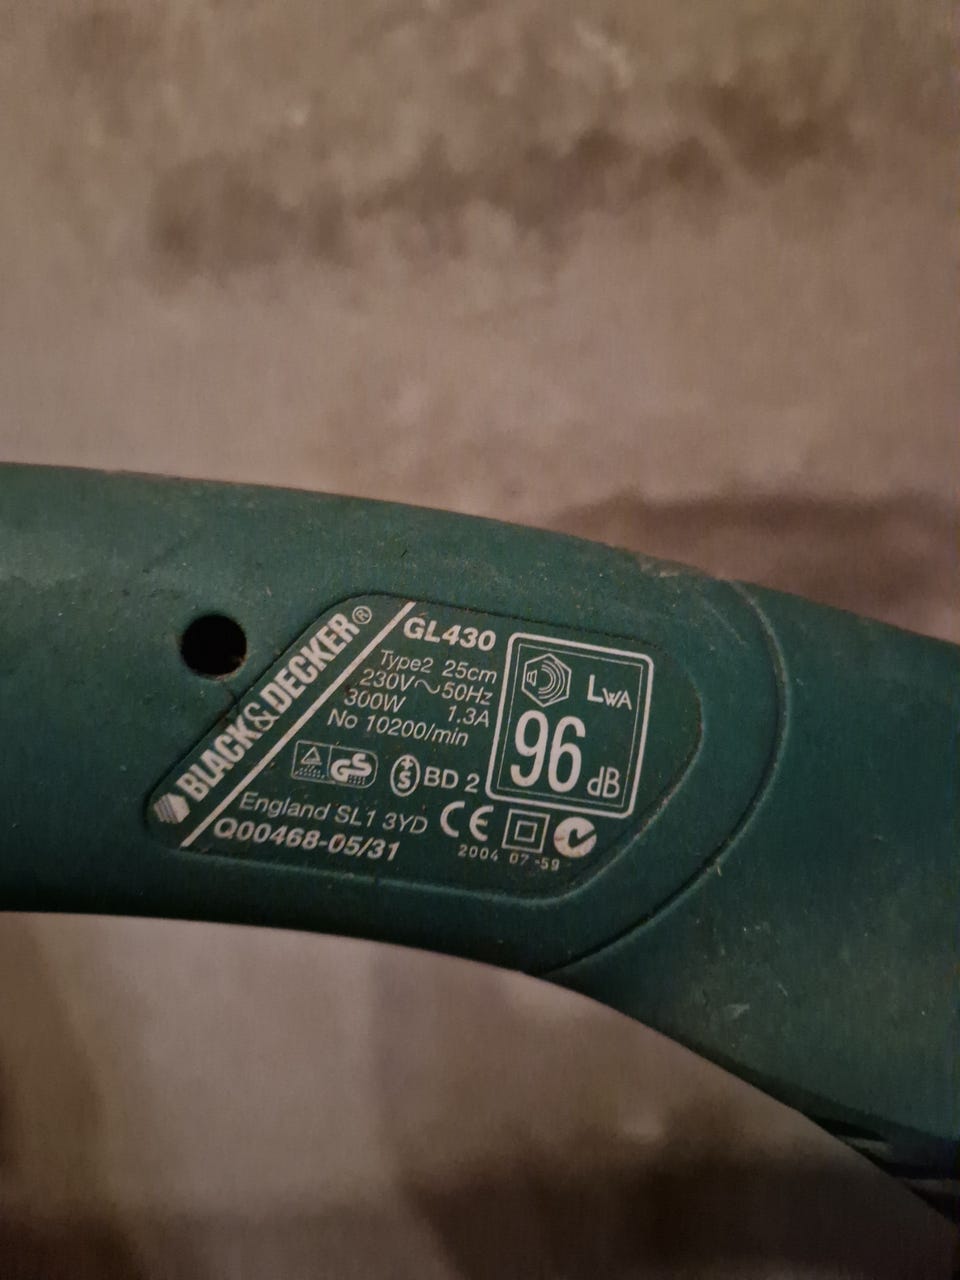 BLACK&DECKER®
GL430
Type2 25cm
230V~50Hz
300W 1.3A
No 10200/min
GS
S BD 2
LWA
96 dB
England SL1 3YD CE
Q00468-05/31
2004 07 -59